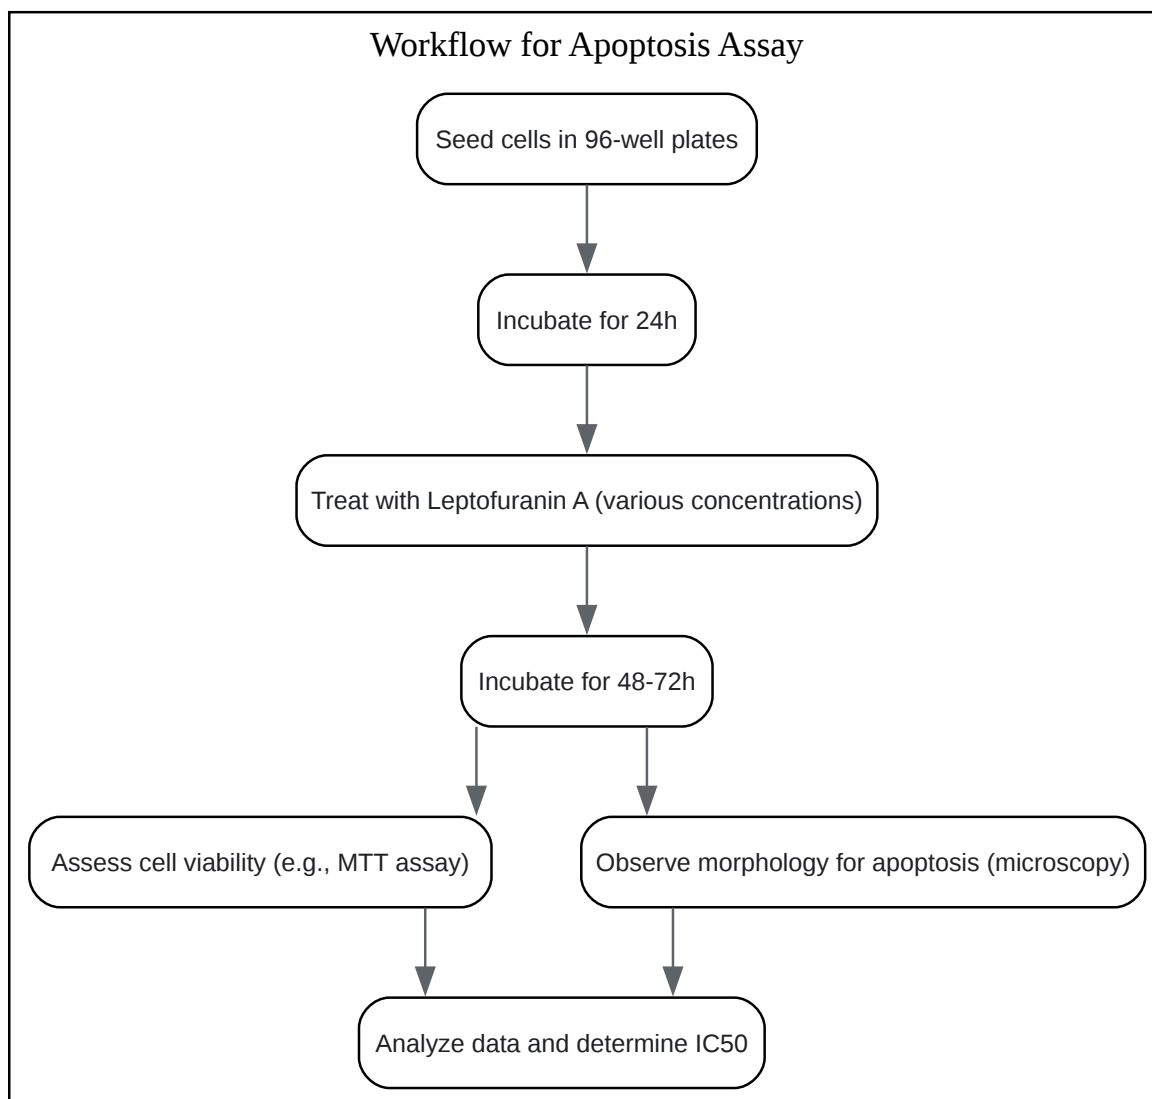 Workflow for Apoptosis Assay
Seed cells in 96-well plates
Incubate for 24h
Treat with Leptofuranin A (various concentrations)
Incubate for 48-72h
Assess cell viability (e.g., MTT assay)
Observe morphology for apoptosis (microscopy)
Analyze data and determine IC50